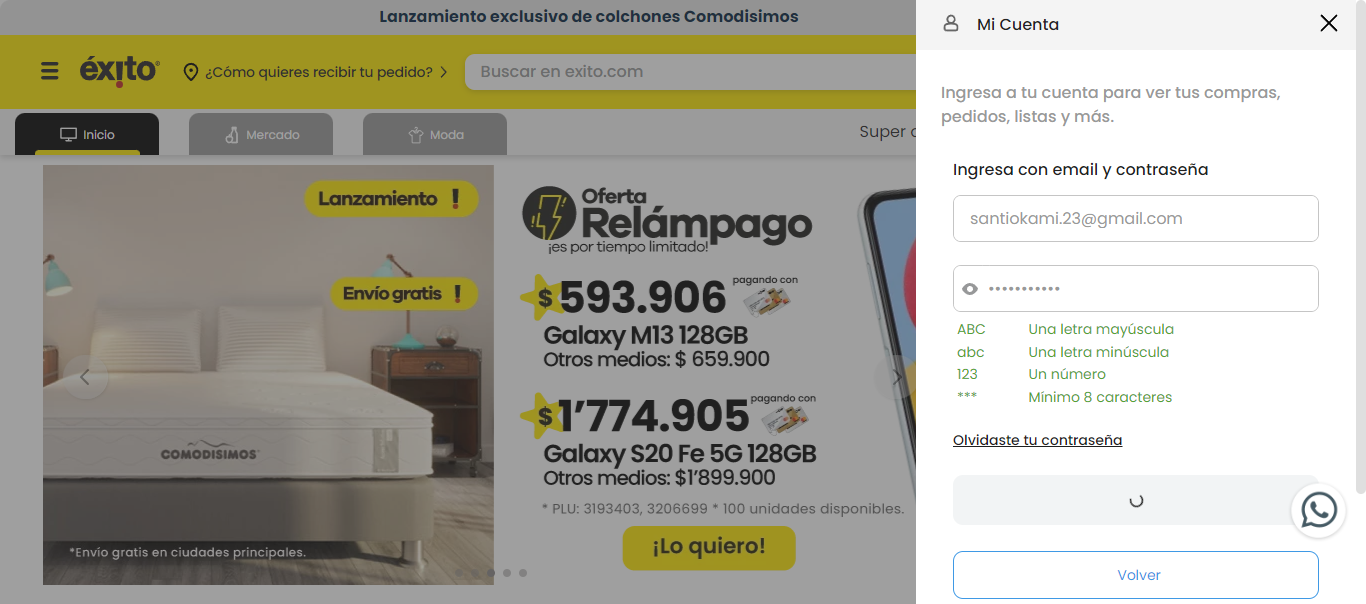 Lanzamiento exclusivo de colchones Comodisimos
éxito
¿Cómo quieres recibir tu pedido?
Buscar en exito.com
Inicio
Mercado
Moda
Super
Lanzamiento !
Envío gratis !
COMODISIMOS
*Envío gratis en ciudades principales.
Oferta
Relámpago
¡es por tiempo limitado!
$593.906
pagando con
Galaxy M13 128GB
Otros medios: $ 659.900
$1’774.905
pagando con
Galaxy S20 Fe 5G 128GB
Otros medios: $1’899.900
* PLU: 3193403, 3206699 * 100 unidades disponibles.
¡Lo quiero!
Mi Cuenta
Ingresa a tu cuenta para ver tus compras,
pedidos, listas y más.
Ingresa con email y contraseña
santiokami.23@gmail.com
•••••••••••
ABC Una letra mayúscula
abc Una letra minúscula
123 Un número
*** Mínimo 8 caracteres
Olvidaste tu contraseña
Volver